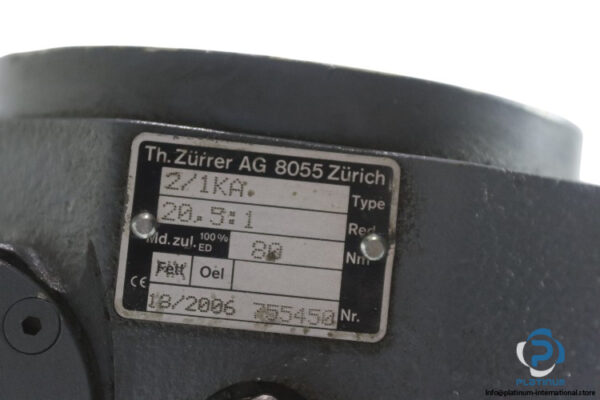 Th. Zürrer AG 8055 Zürich
2/1KA. Type
20.5:1 Red.
Md.zul. 100% ED 80 Nm
Fett Oel
CE 18/2006 755450 Nr.
PLATINUM
info@platinum-international.store